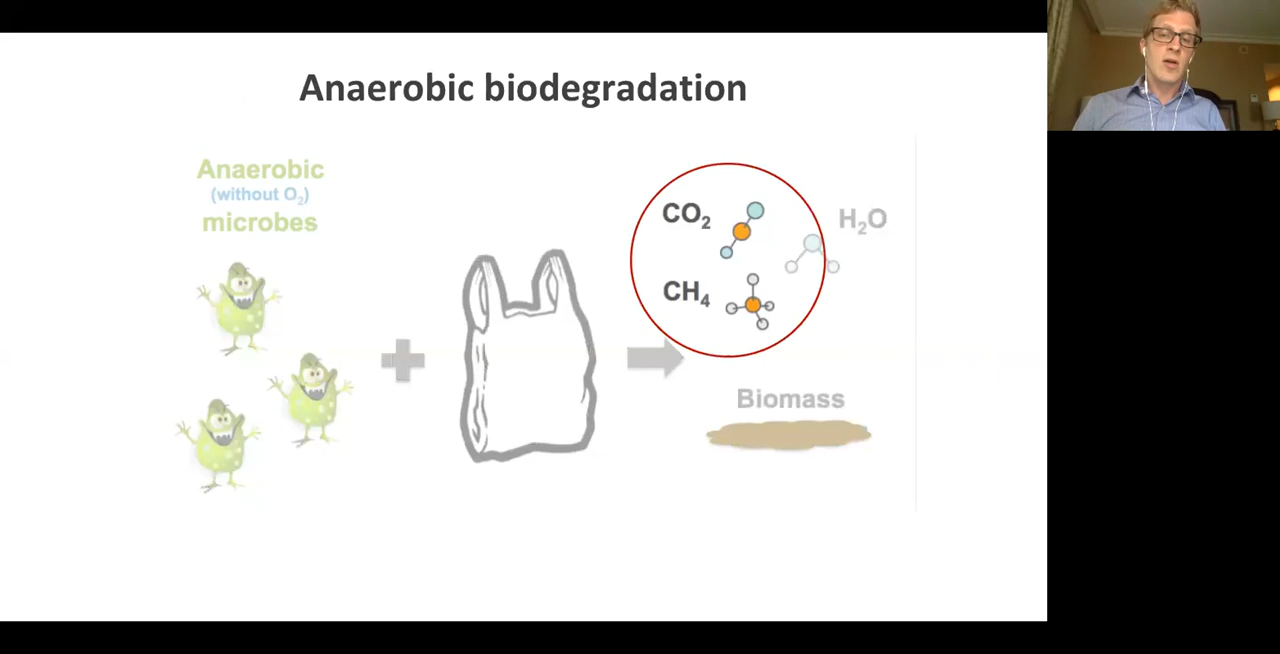 Anaerobic biodegradation
Anaerobic
(without O₂)
microbes
CO₂
H₂O
CH₄
Biomass